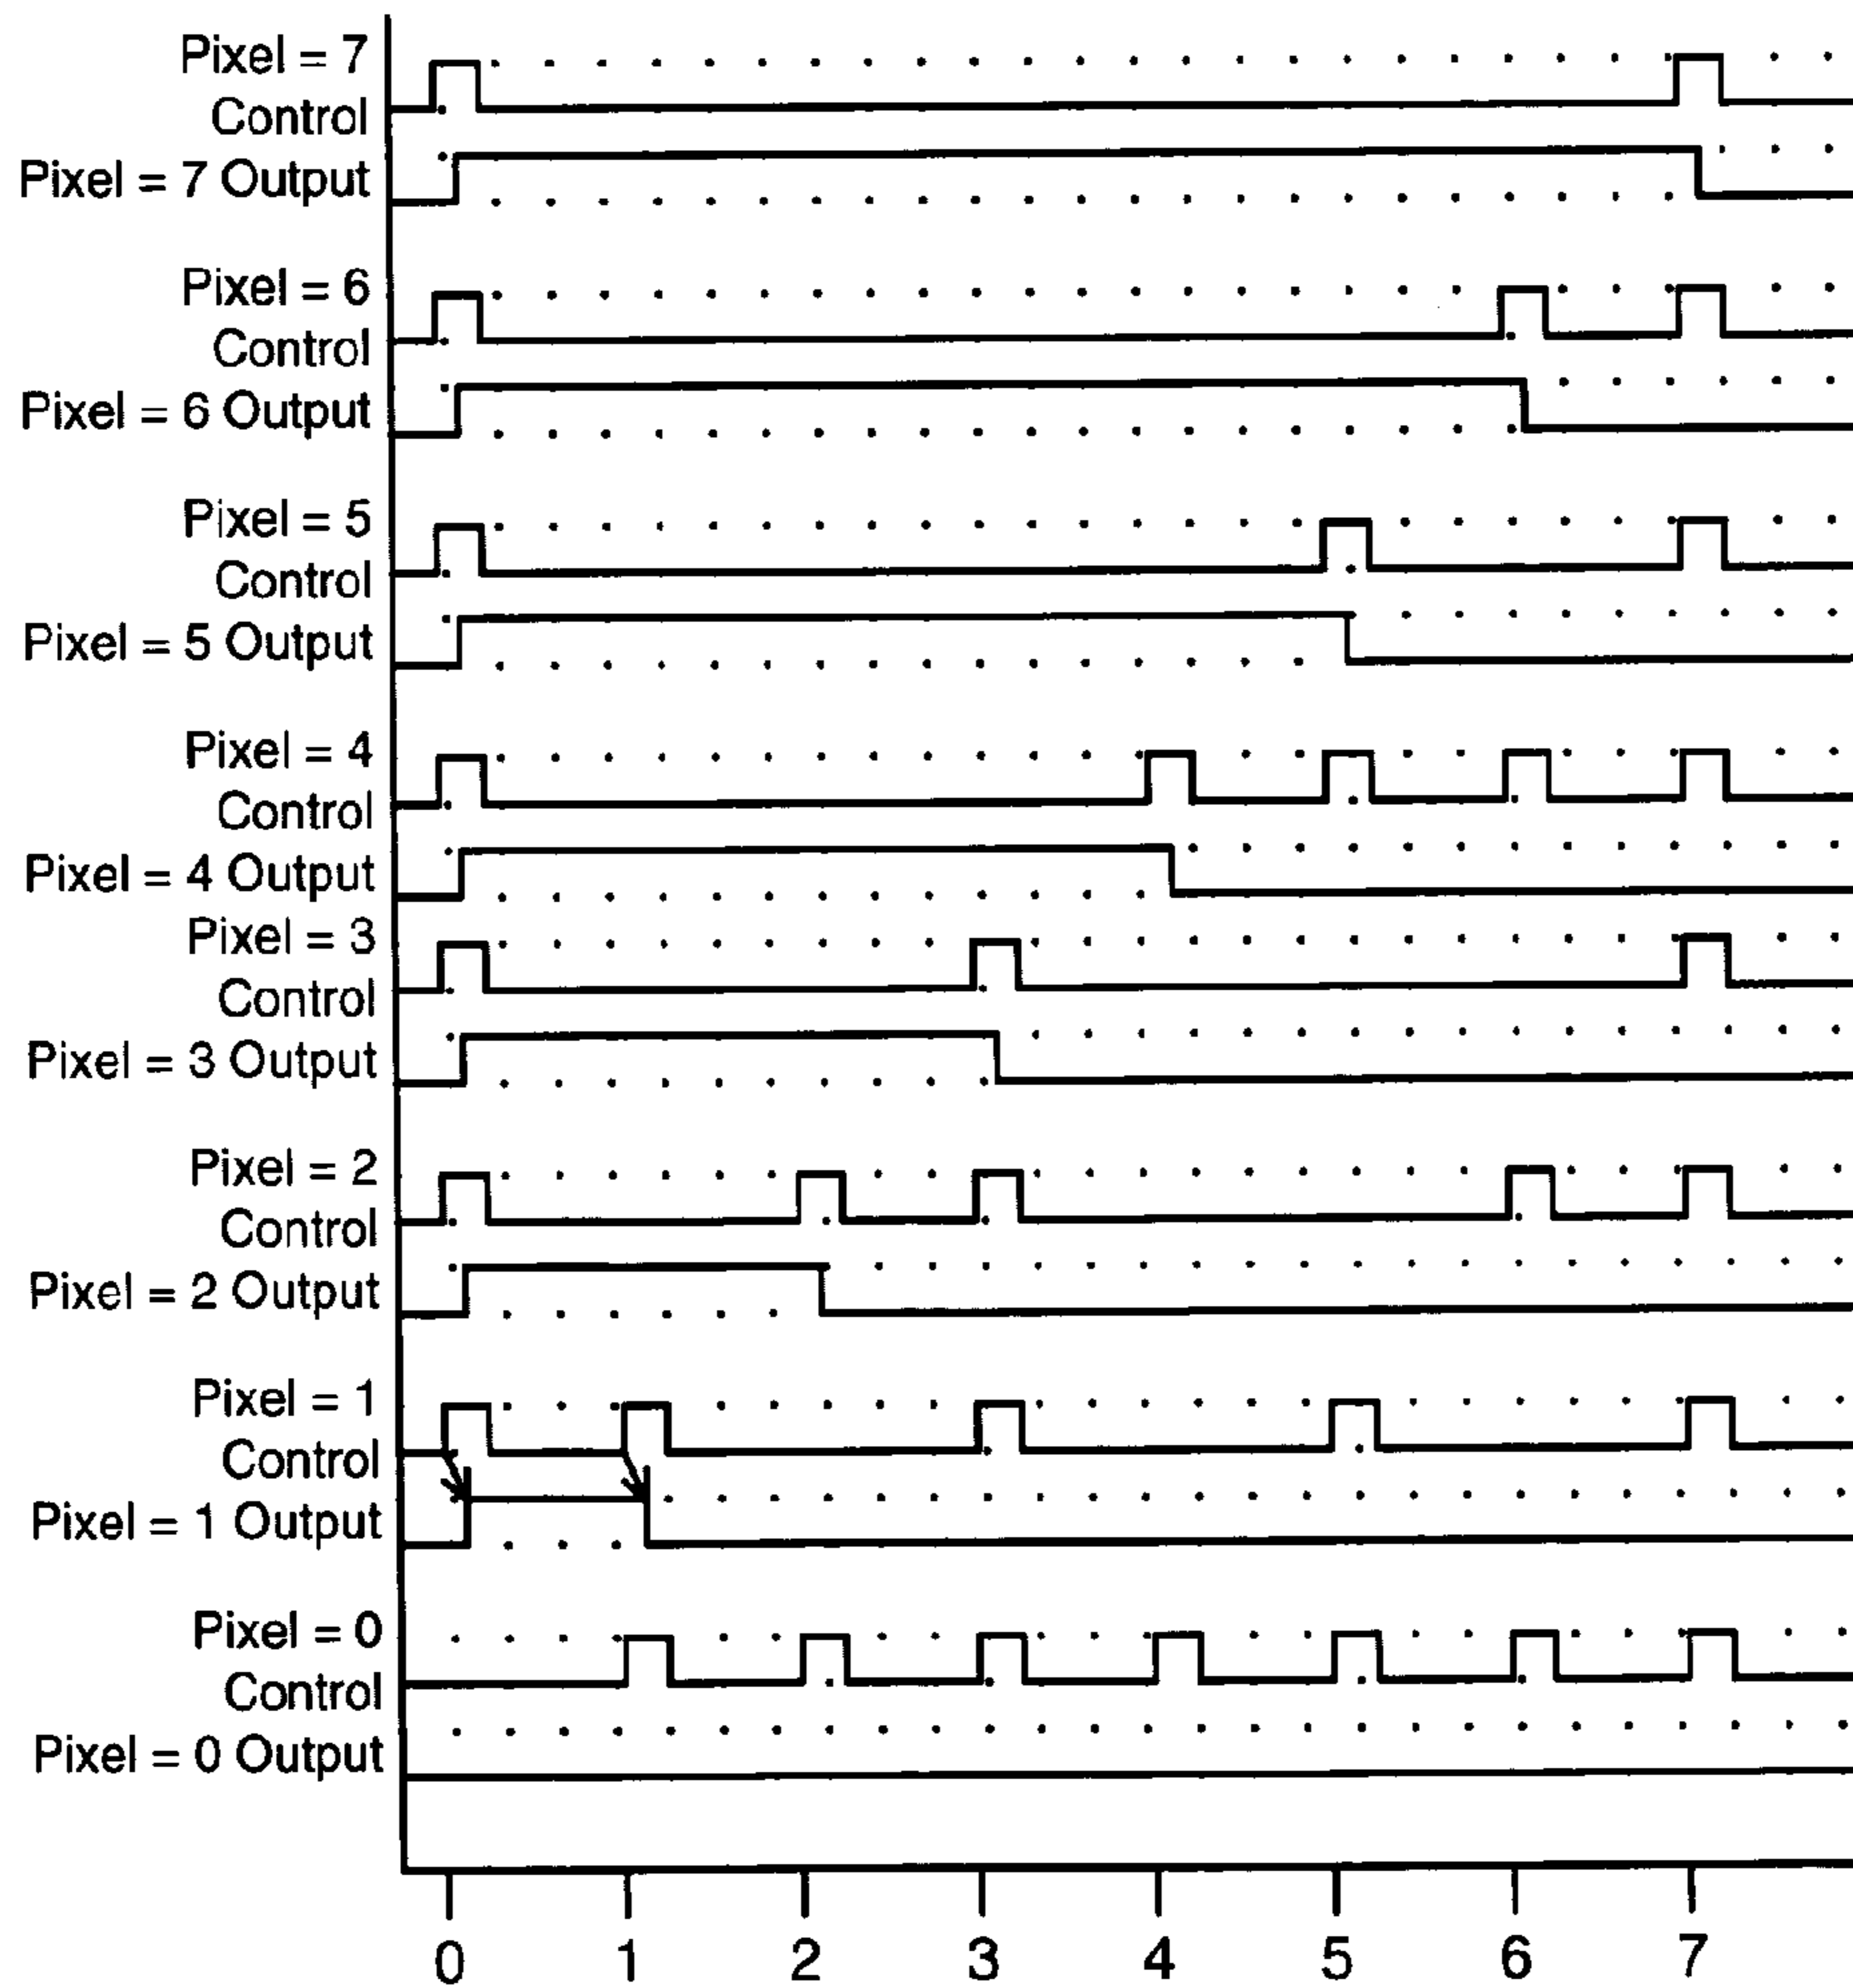 Pixel = 7
Control
Pixel = 7 Output
Pixel = 6
Control
Pixel = 6 Output
Pixel = 5
Control
Pixel = 5 Output
Pixel = 4
Control
Pixel = 4 Output
Pixel = 3
Control
Pixel = 3 Output
Pixel = 2
Control
Pixel = 2 Output
Pixel = 1
Control
Pixel = 1 Output
Pixel = 0
Control
Pixel = 0 Output
0 1 2 3 4 5 6 7